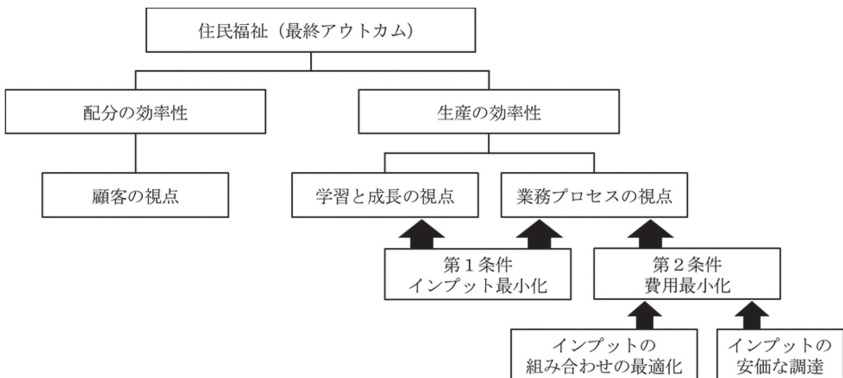 住民福祉（最終アウトカム）
配分の効率性
生産の効率性
顧客の視点
学習と成長の視点
業務プロセスの視点
第１条件
インプット最小化
第２条件
費用最小化
インプットの
組み合わせの最適化
インプットの
安価な調達